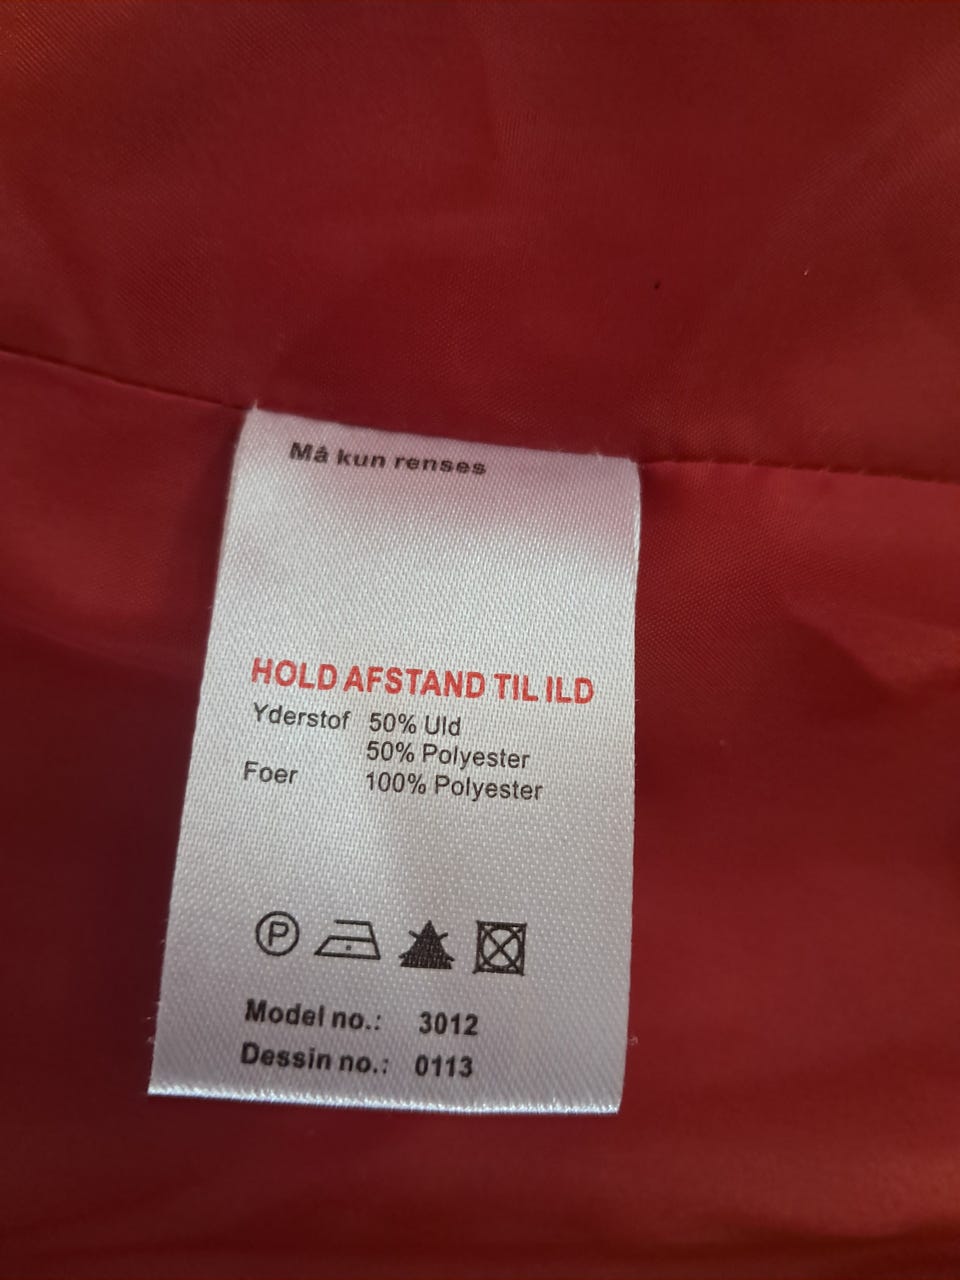 Må kun renses
HOLD AFSTAND TIL ILD
Yderstof 50% Uld
50% Polyester
Foer 100% Polyester
P
Model no.: 3012
Dessin no.: 0113